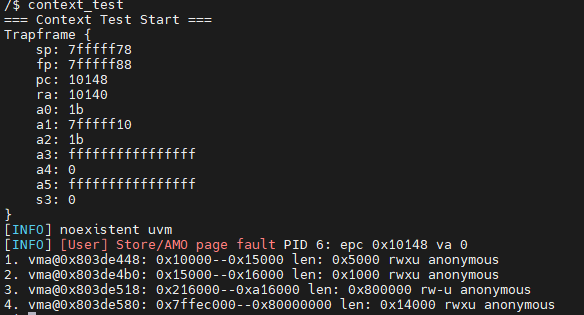 /$ context_test
=== Context Test Start ===
Trapframe {
sp: 7fffff78
fp: 7fffff88
pc: 10148
ra: 10140
a0: 1b
a1: 7fffff10
a2: 1b
a3: ffffffffffffffff
a4: 0
a5: ffffffffffffffff
s3: 0
}
[INFO] noexistent uvm
[INFO] [User] Store/AMO page fault PID 6: epc 0x10148 va 0
1. vma@0x803de448: 0x10000--0x15000 len: 0x5000 rwxu anonymous
2. vma@0x803de4b0: 0x15000--0x16000 len: 0x1000 rwxu anonymous
3. vma@0x803de518: 0x216000--0xa16000 len: 0x800000 rw-u anonymous
4. vma@0x803de580: 0x7ffec000--0x80000000 len: 0x14000 rwxu anonymous